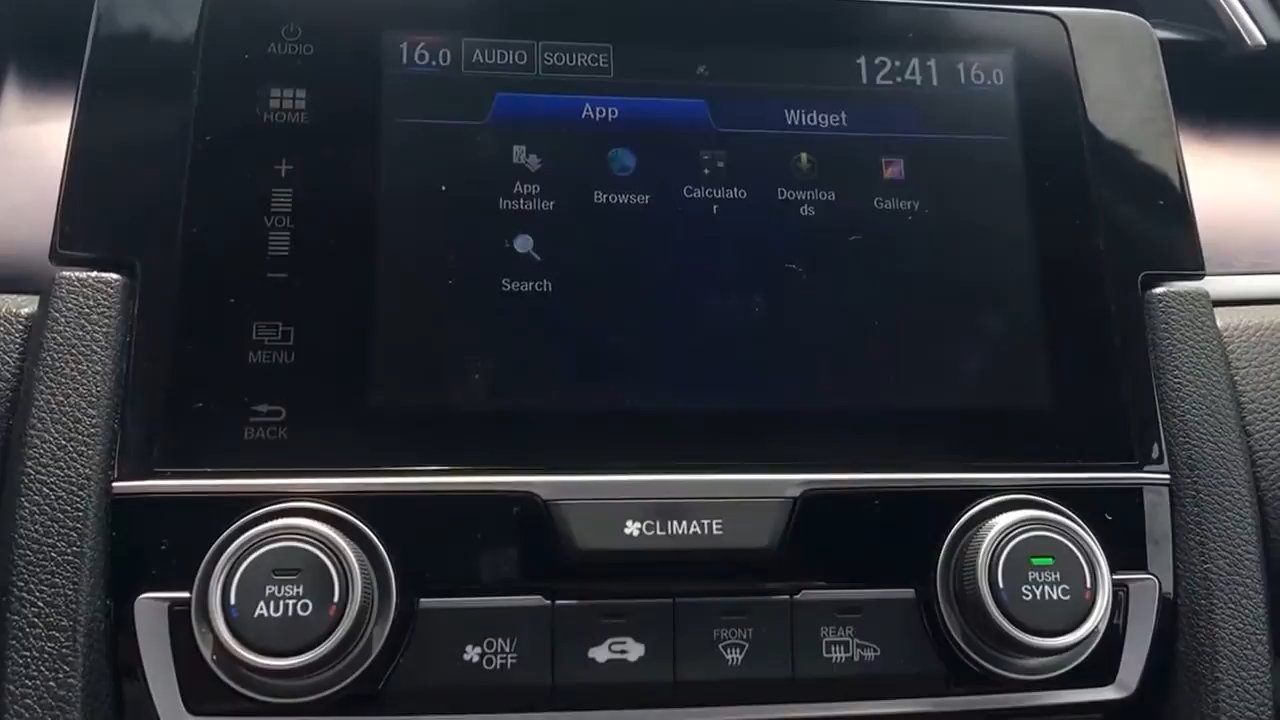 AUDIO
HOME
+
VOL
−
MENU
BACK
16.0 AUDIO SOURCE 12:41 16.0
App Widget
App
Installer
Browser
Calculato
r
Downloa
ds
Gallery
Search
CLIMATE
PUSH
AUTO
PUSH
SYNC
ON/
OFF
FRONT
REAR